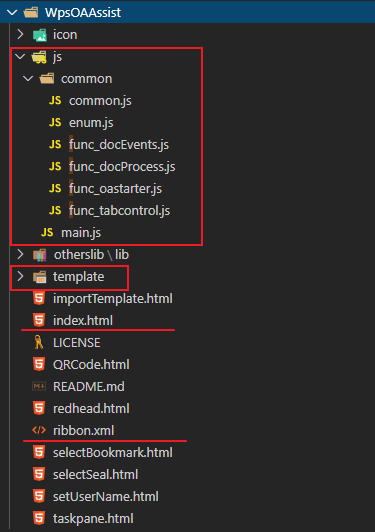 WpsOAAssist
icon
js
common
JS common.js
JS enum.js
JS func_docEvents.js
JS func_docProcess.js
JS func_oastarter.js
JS func_tabcontrol.js
JS main.js
otherslib \ lib
template
importTemplate.html
index.html
LICENSE
QRCode.html
README.md
redhead.html
ribbon.xml
selectBookmark.html
selectSeal.html
setUserName.html
taskpane.html